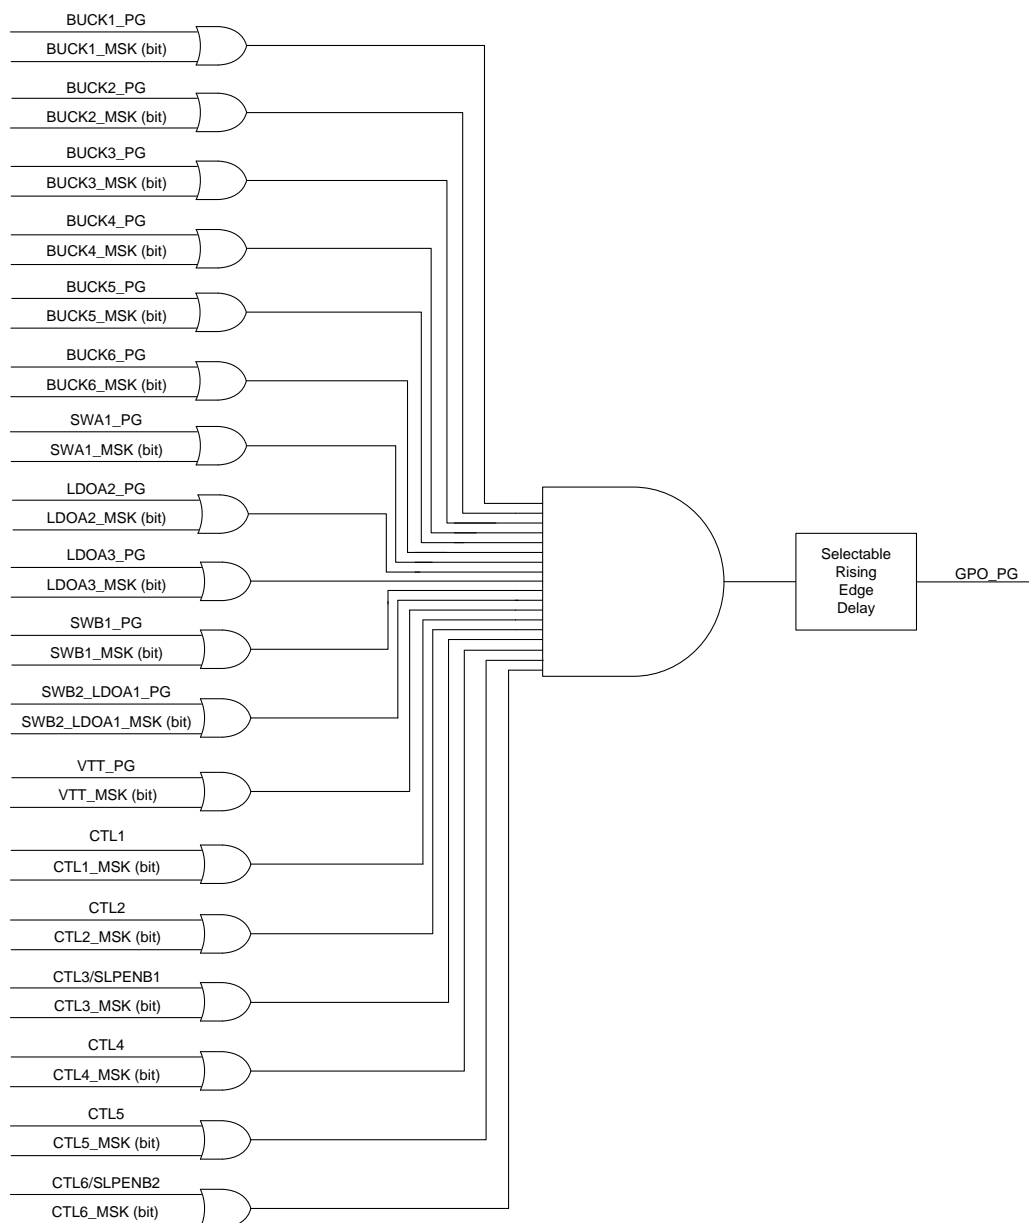 BUCK1_PG
BUCK1_MSK (bit)
BUCK2_PG
BUCK2_MSK (bit)
BUCK3_PG
BUCK3_MSK (bit)
BUCK4_PG
BUCK4_MSK (bit)
BUCK5_PG
BUCK5_MSK (bit)
BUCK6_PG
BUCK6_MSK (bit)
SWA1_PG
SWA1_MSK (bit)
LDOA2_PG
LDOA2_MSK (bit)
LDOA3_PG
LDOA3_MSK (bit)
SWB1_PG
SWB1_MSK (bit)
SWB2_LDOA1_PG
SWB2_LDOA1_MSK (bit)
VTT_PG
VTT_MSK (bit)
CTL1
CTL1_MSK (bit)
CTL2
CTL2_MSK (bit)
CTL3/SLPENB1
CTL3_MSK (bit)
CTL4
CTL4_MSK (bit)
CTL5
CTL5_MSK (bit)
CTL6/SLPENB2
CTL6_MSK (bit)
Selectable
Rising
Edge
Delay
GPO_PG